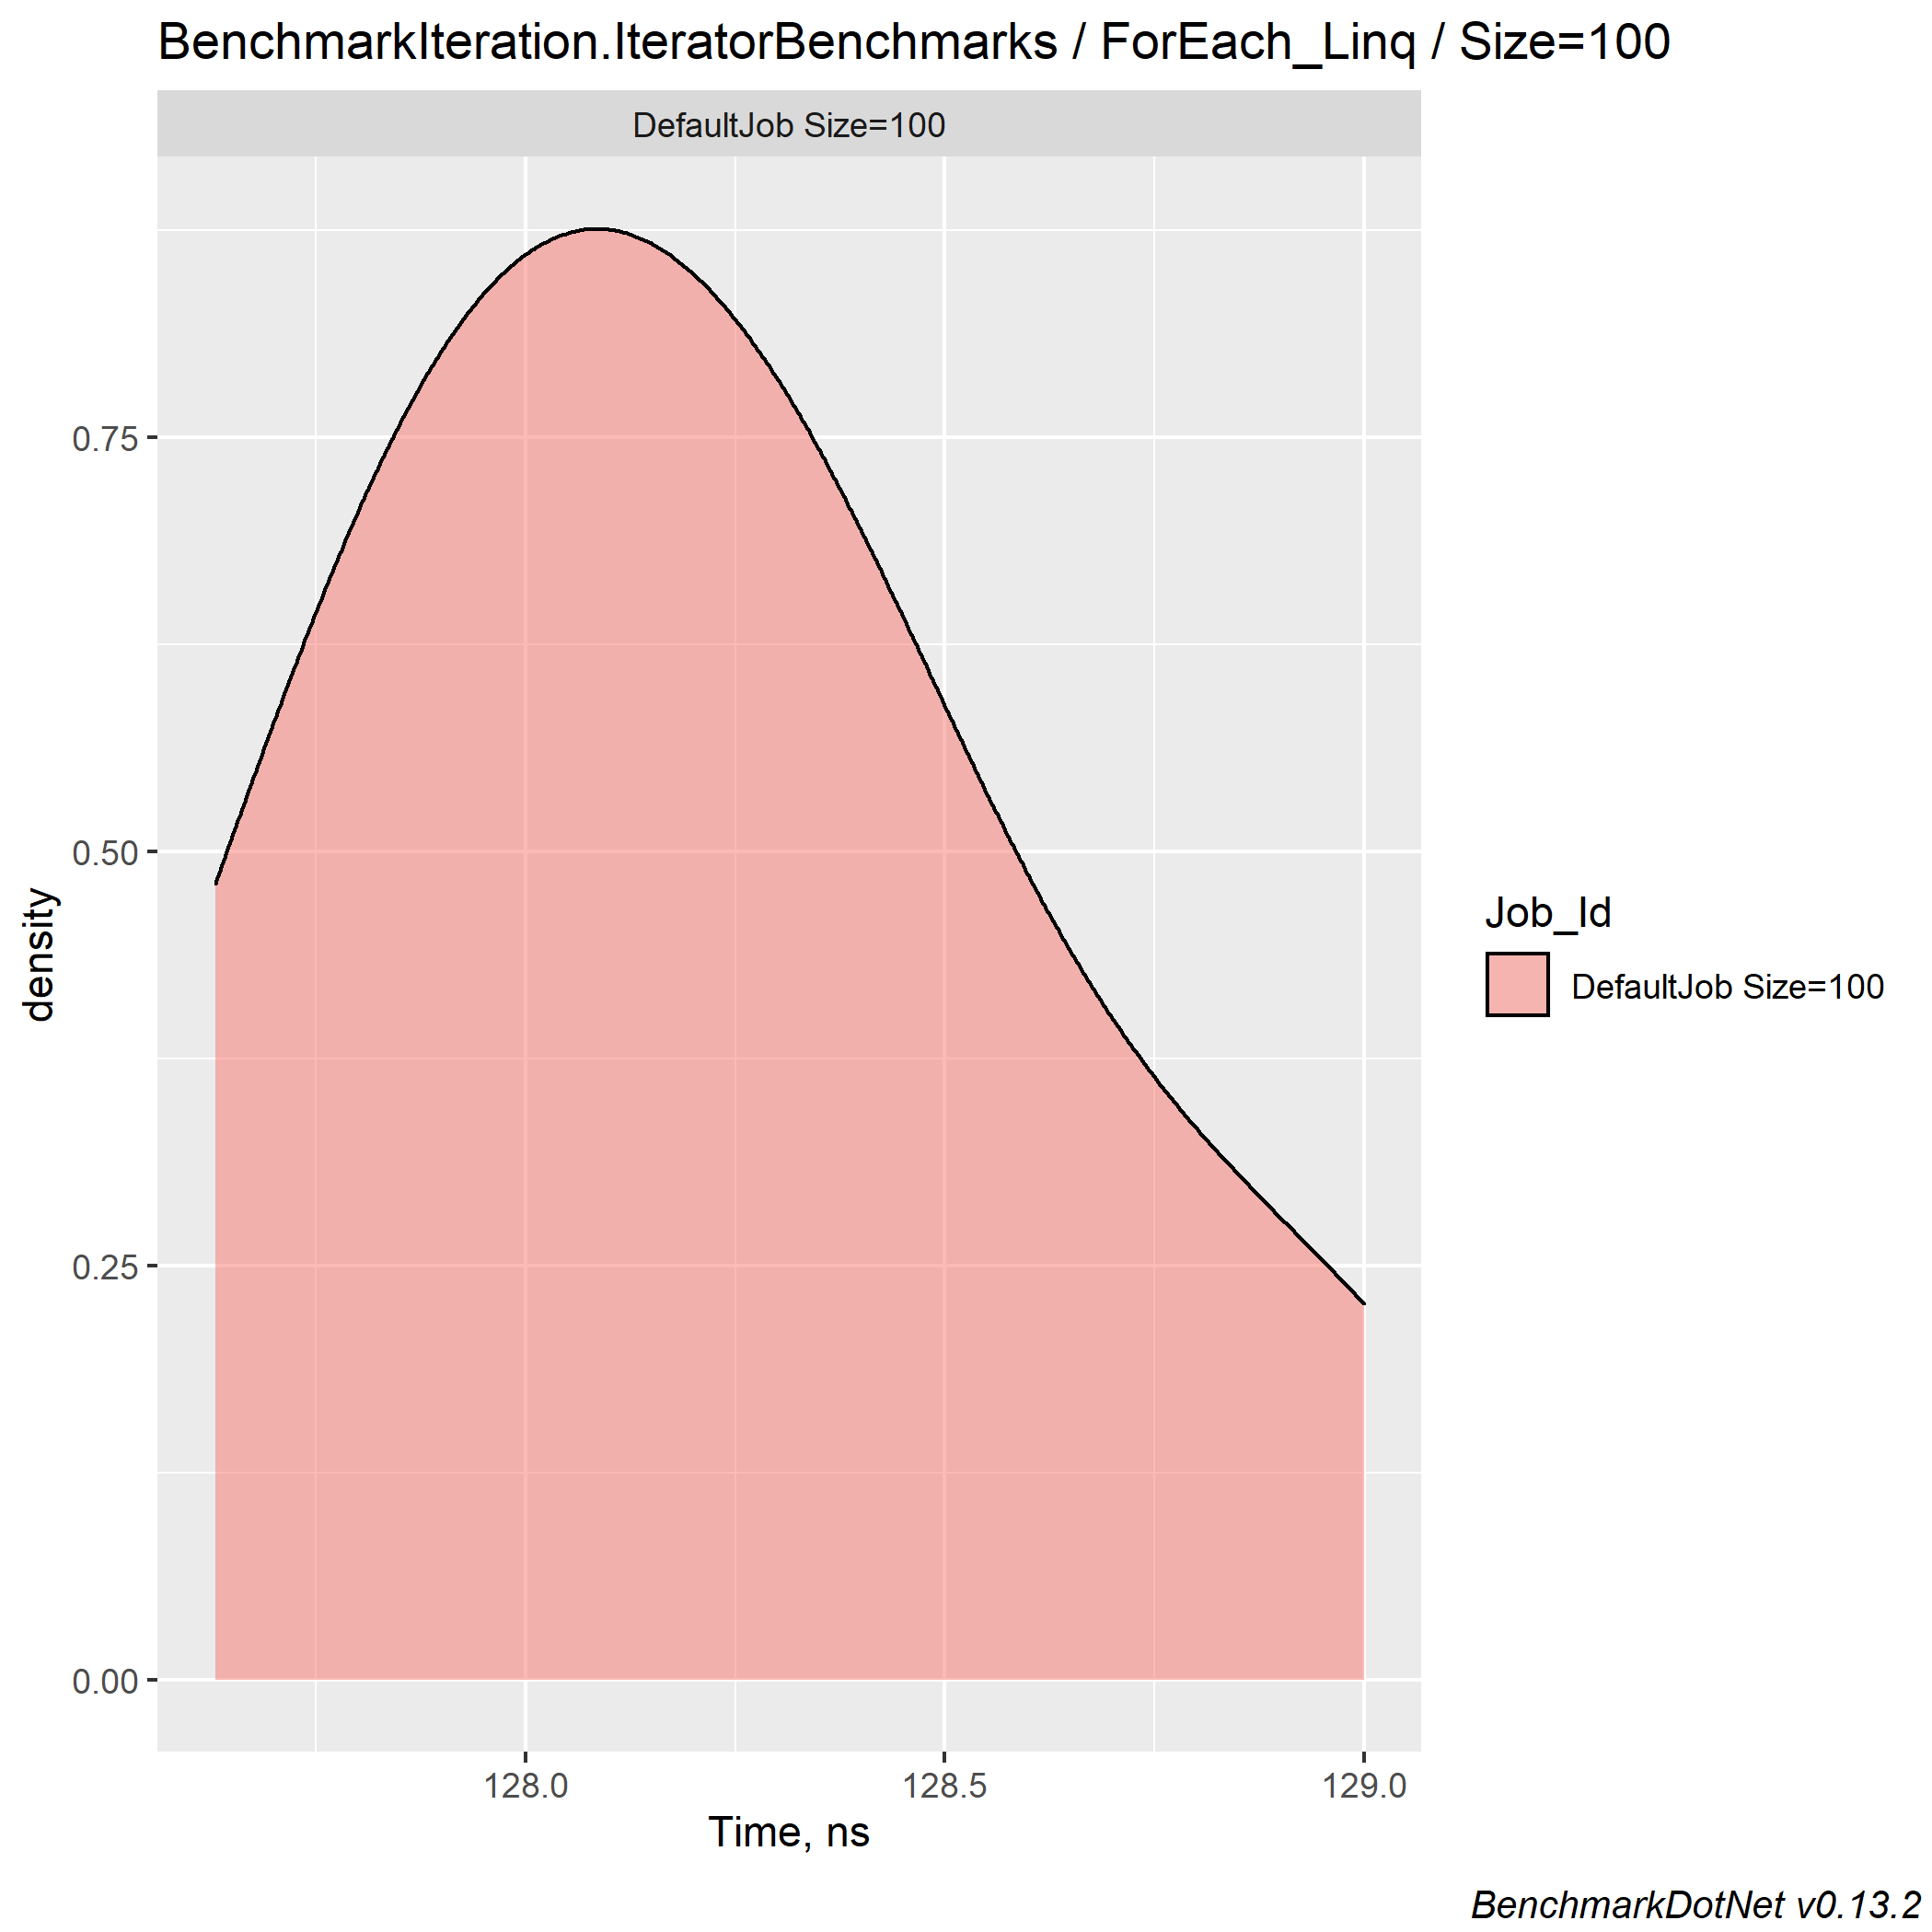 BenchmarkIteration.IteratorBenchmarks / ForEach_Linq / Size=100
DefaultJob Size=100
0.75
0.50
0.25
0.00
density
128.0 128.5 129.0
Time, ns
Job_Id
DefaultJob Size=100
BenchmarkDotNet v0.13.2